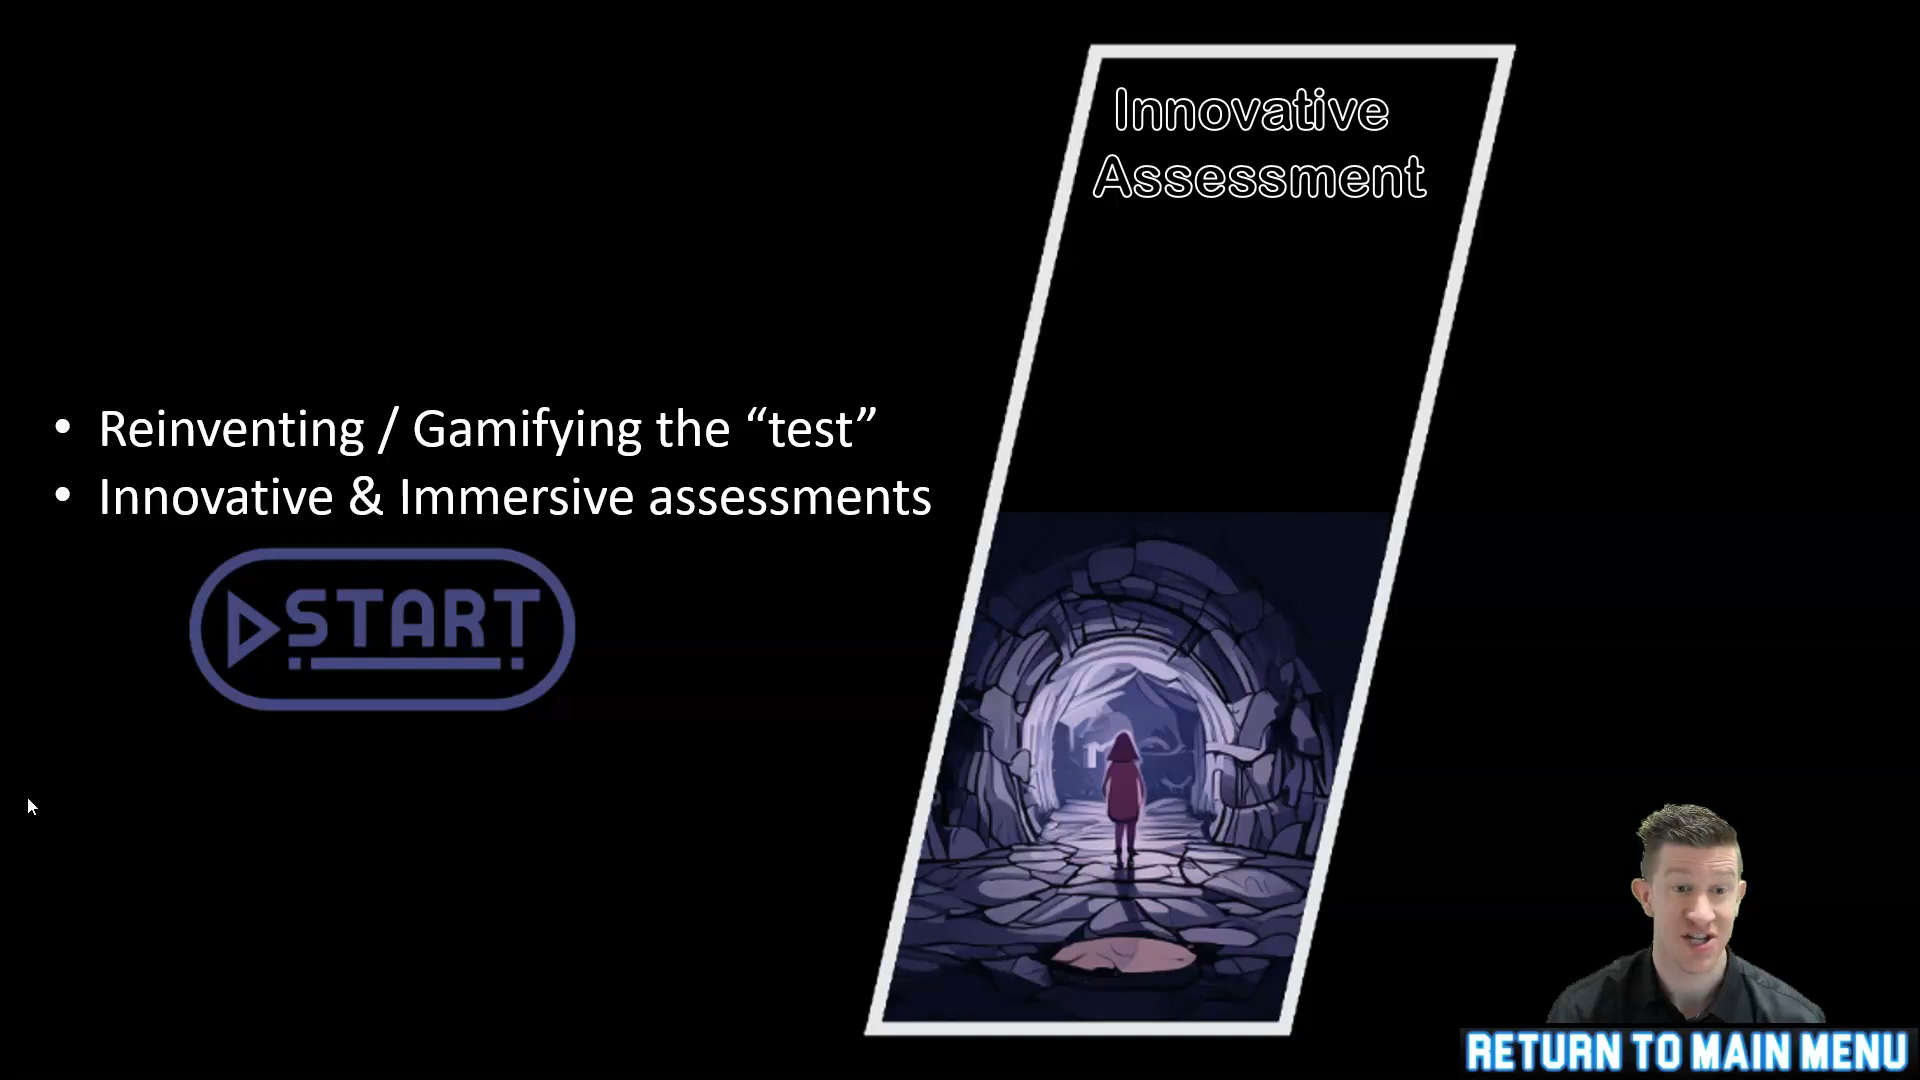 Innovative
Assessment
• Reinventing / Gamifying the “test”
• Innovative & Immersive assessments
START
RETURN TO MAIN MENU